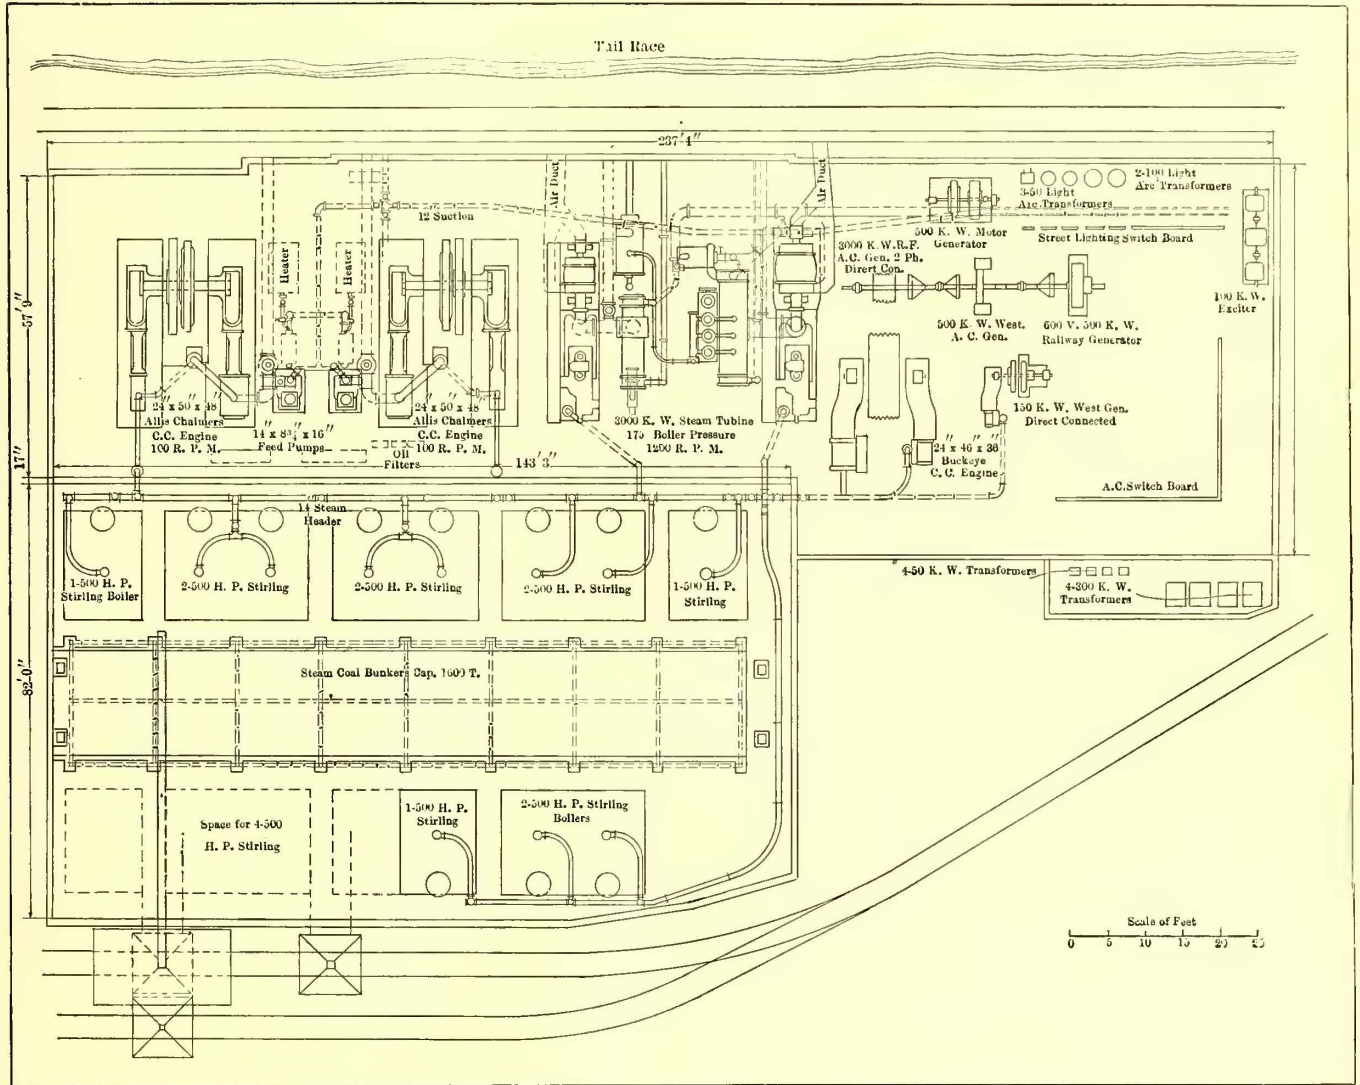 Tail Race
237'4"
Air Duct
Air Duct
2-100 Light
Arc Transformers
3-50 Light
Arc Transformers
12 Suction
500 K. W. Motor
Generator
Street Lighting Switch Board
3000 K. W. R. F.
A.C. Gen. 2 Ph.
Direct Con.
Heater
Heater
100 K. W.
Exciter
57'9"
500 K. W. West.
A. C. Gen.
600 V. 500 K. W.
Railway Generator
24" x 50" x 48"
Allis Chalmers
C.C. Engine
100 R. P. M.
14" x 8¾" x 16"
Feed Pumps
Oil
Filters
24" x 50" x 48"
Allis Chalmers
C.C. Engine
100 R. P. M.
3000 K. W. Steam Tubine
175 Boiler Pressure
1200 R. P. M.
150 K. W. West Gen.
Direct Connected
24" x 46" x 36"
Buckeye
C. C. Engine
17"
143'3"
A.C. Switch Board
14 Steam
Header
1-500 H. P.
Stirling Boiler
2-500 H. P. Stirling
2-500 H. P. Stirling
2-500 H. P. Stirling
1-500 H. P.
Stirling
4-50 K. W. Transformers
4-300 K. W.
Transformers
82'0"
Steam Coal Bunkers Cap. 1600 T.
Space for 4-500
H. P. Stirling
1-500 H. P.
Stirling
2-500 H. P. Stirling
Boilers
Scale of Feet
0 5 10 15 20 25